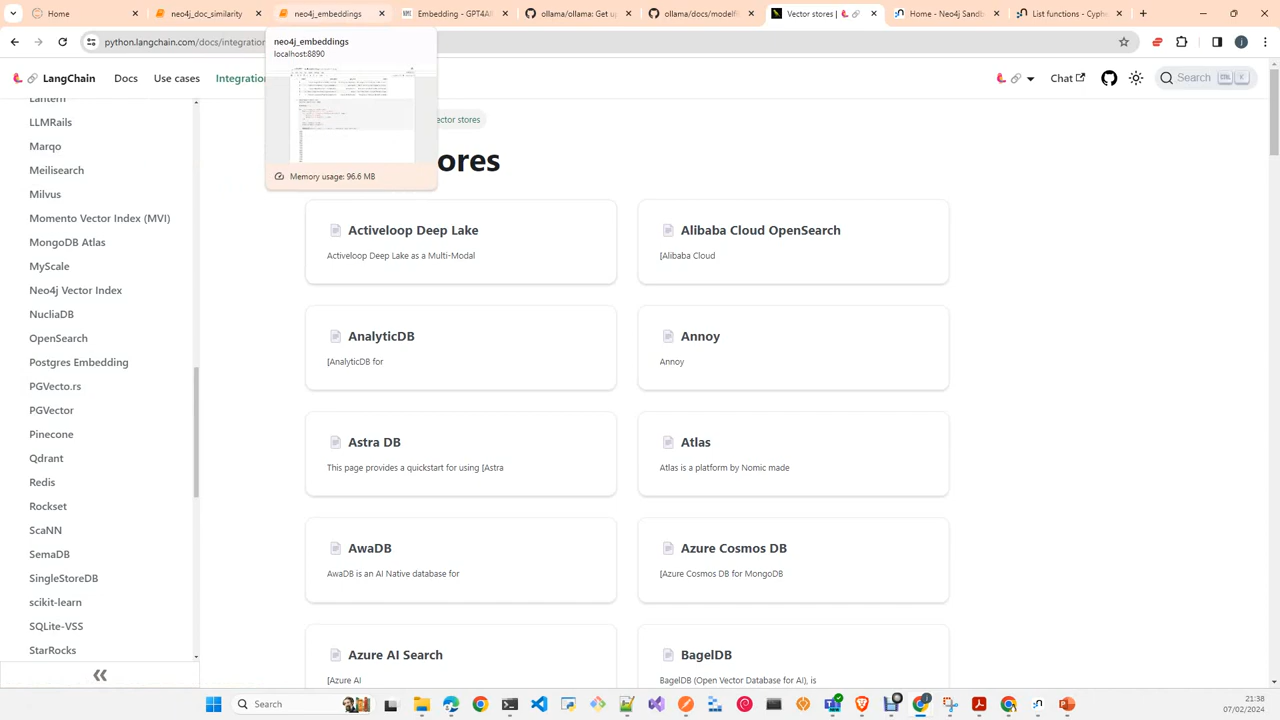 Home
neo4j_doc_similarity
neo4j_embeddings
Embedding - GPT4Al
ollama/ollama: Get u
ollama/docs/modelfi
Vector stores |
Home - Neo4j Sandb
List functions - Cyph
python.langchain.com/docs/integration
neo4j_embeddings
localhost:8890
Memory usage: 96.6 MB
LangChain
Docs
Use cases
Integration
Chat
Search
Ctrl
K
LLMRails
Marqo
Meilisearch
Milvus
Momento Vector Index (MVI)
MongoDB Atlas
MyScale
Neo4j Vector Index
NucliaDB
OpenSearch
Postgres Embedding
PGVecto.rs
PGVector
Pinecone
Qdrant
Redis
Rockset
ScaNN
SemaDB
SingleStoreDB
scikit-learn
SQLite-VSS
StarRocks
ector stores
ores
Activeloop Deep Lake
Activeloop Deep Lake as a Multi-Modal
Alibaba Cloud OpenSearch
[Alibaba Cloud
AnalyticDB
[AnalyticDB for
Annoy
Annoy
Astra DB
This page provides a quickstart for using [Astra
Atlas
Atlas is a platform by Nomic made
AwaDB
AwaDB is an AI Native database for
Azure Cosmos DB
[Azure Cosmos DB for MongoDB
Azure AI Search
[Azure AI
BagelDB
BagelDB (Open Vector Database for AI), is
Search
21:38
07/02/2024